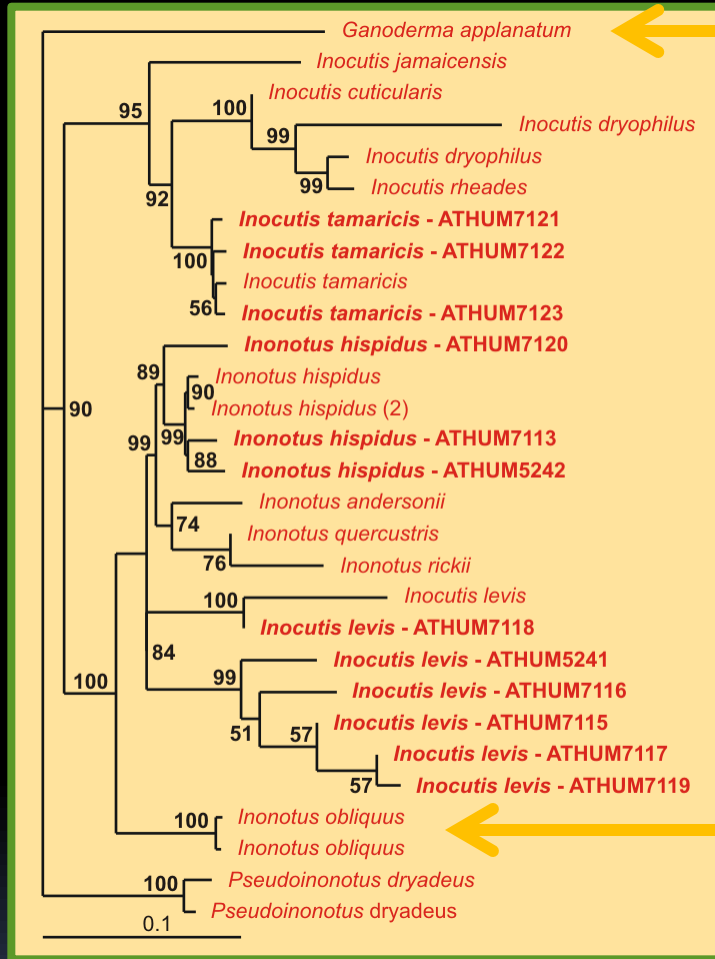 Ganoderma applanatum
Inocutis jamaicensis
Inocutis cuticularis
95
100
Inocutis dryophilus
99
Inocutis dryophilus
99
Inocutis rheades
92
Inocutis tamaricis - ATHUM7121
Inocutis tamaricis - ATHUM7122
100
Inocutis tamaricis
56
Inocutis tamaricis - ATHUM7123
Inonotus hispidus - ATHUM7120
89
Inonotus hispidus
90
90
Inonotus hispidus (2)
99
99
Inonotus hispidus - ATHUM7113
88
Inonotus hispidus - ATHUM5242
Inonotus andersonii
74
Inonotus quercustris
76
Inonotus rickii
Inocutis levis
100
Inocutis levis - ATHUM7118
84
Inocutis levis - ATHUM5241
99
100
Inocutis levis - ATHUM7116
51
57
Inocutis levis - ATHUM7115
Inocutis levis - ATHUM7117
57
Inocutis levis - ATHUM7119
100
Inonotus obliquus
Inonotus obliquus
100
Pseudoinonotus dryadeus
Pseudoinonotus dryadeus
0.1